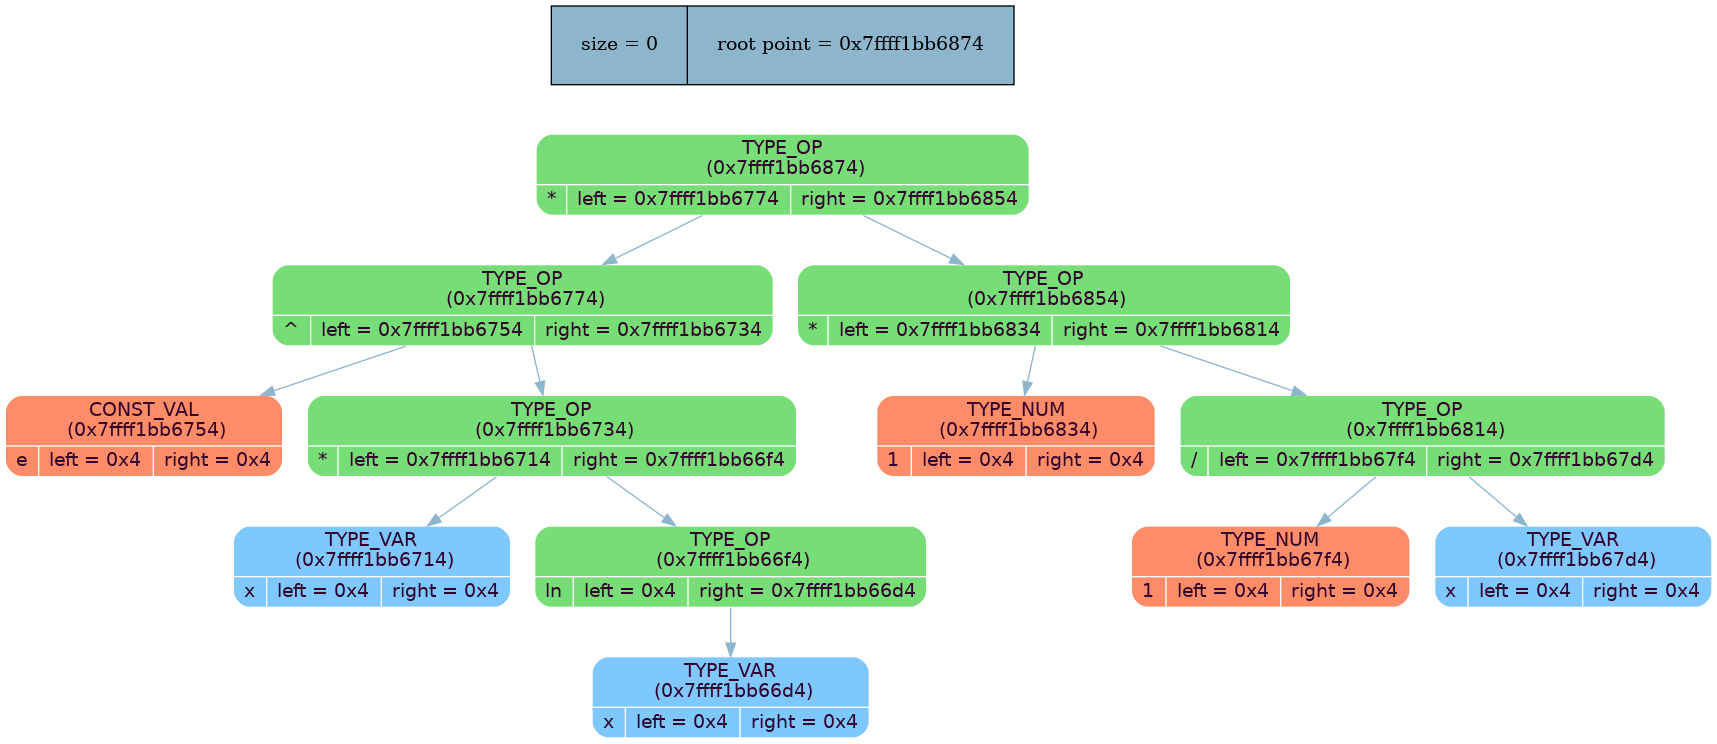 size = 0 root point = 0x7ffff1bb6874
TYPE_OP
(0x7ffff1bb6874)
* left = 0x7ffff1bb6774 right = 0x7ffff1bb6854
TYPE_OP
(0x7ffff1bb6774)
^ left = 0x7ffff1bb6754 right = 0x7ffff1bb6734
TYPE_OP
(0x7ffff1bb6854)
* left = 0x7ffff1bb6834 right = 0x7ffff1bb6814
CONST_VAL
(0x7ffff1bb6754)
e left = 0x4 right = 0x4
TYPE_OP
(0x7ffff1bb6734)
* left = 0x7ffff1bb6714 right = 0x7ffff1bb66f4
TYPE_NUM
(0x7ffff1bb6834)
1 left = 0x4 right = 0x4
TYPE_OP
(0x7ffff1bb6814)
/ left = 0x7ffff1bb67f4 right = 0x7ffff1bb67d4
TYPE_VAR
(0x7ffff1bb6714)
x left = 0x4 right = 0x4
TYPE_OP
(0x7ffff1bb66f4)
ln left = 0x4 right = 0x7ffff1bb66d4
TYPE_NUM
(0x7ffff1bb67f4)
1 left = 0x4 right = 0x4
TYPE_VAR
(0x7ffff1bb67d4)
x left = 0x4 right = 0x4
TYPE_VAR
(0x7ffff1bb66d4)
x left = 0x4 right = 0x4